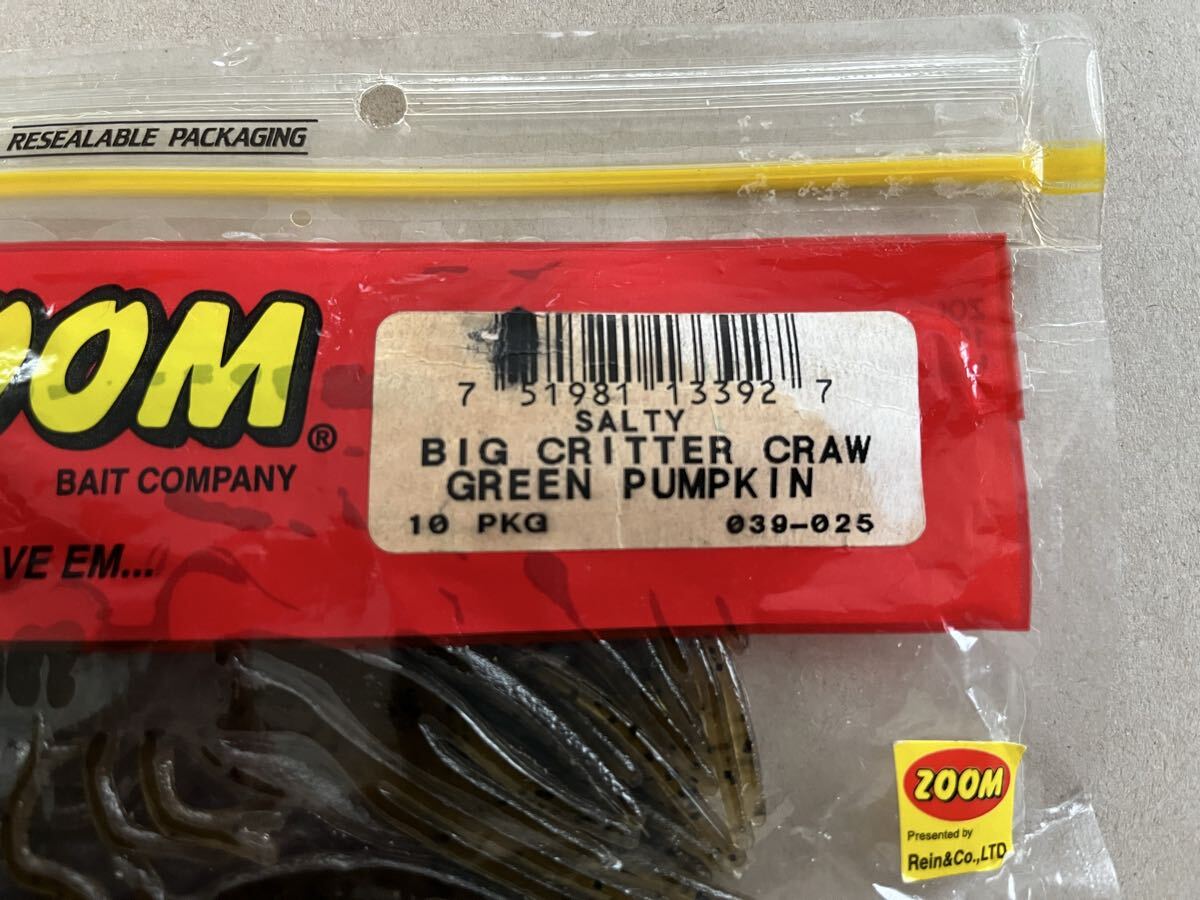 RESEALABLE PACKAGING
OOM®
BAIT COMPANY
VE EM...
7 51981 13392 7
SALTY
BIG CRITTER CRAW
GREEN PUMPKIN
10 PKG 039-025
ZOOM
Presented by
Rein&Co.,LTD